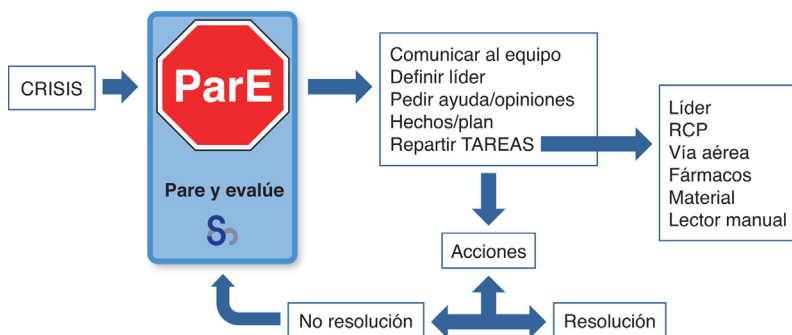 CRISIS
ParE
Pare y evalúe
Comunicar al equipo
Definir líder
Pedir ayuda/opiniones
Hechos/plan
Repartir TAREAS
Líder
RCP
Vía aérea
Fármacos
Material
Lector manual
Acciones
No resolución
Resolución